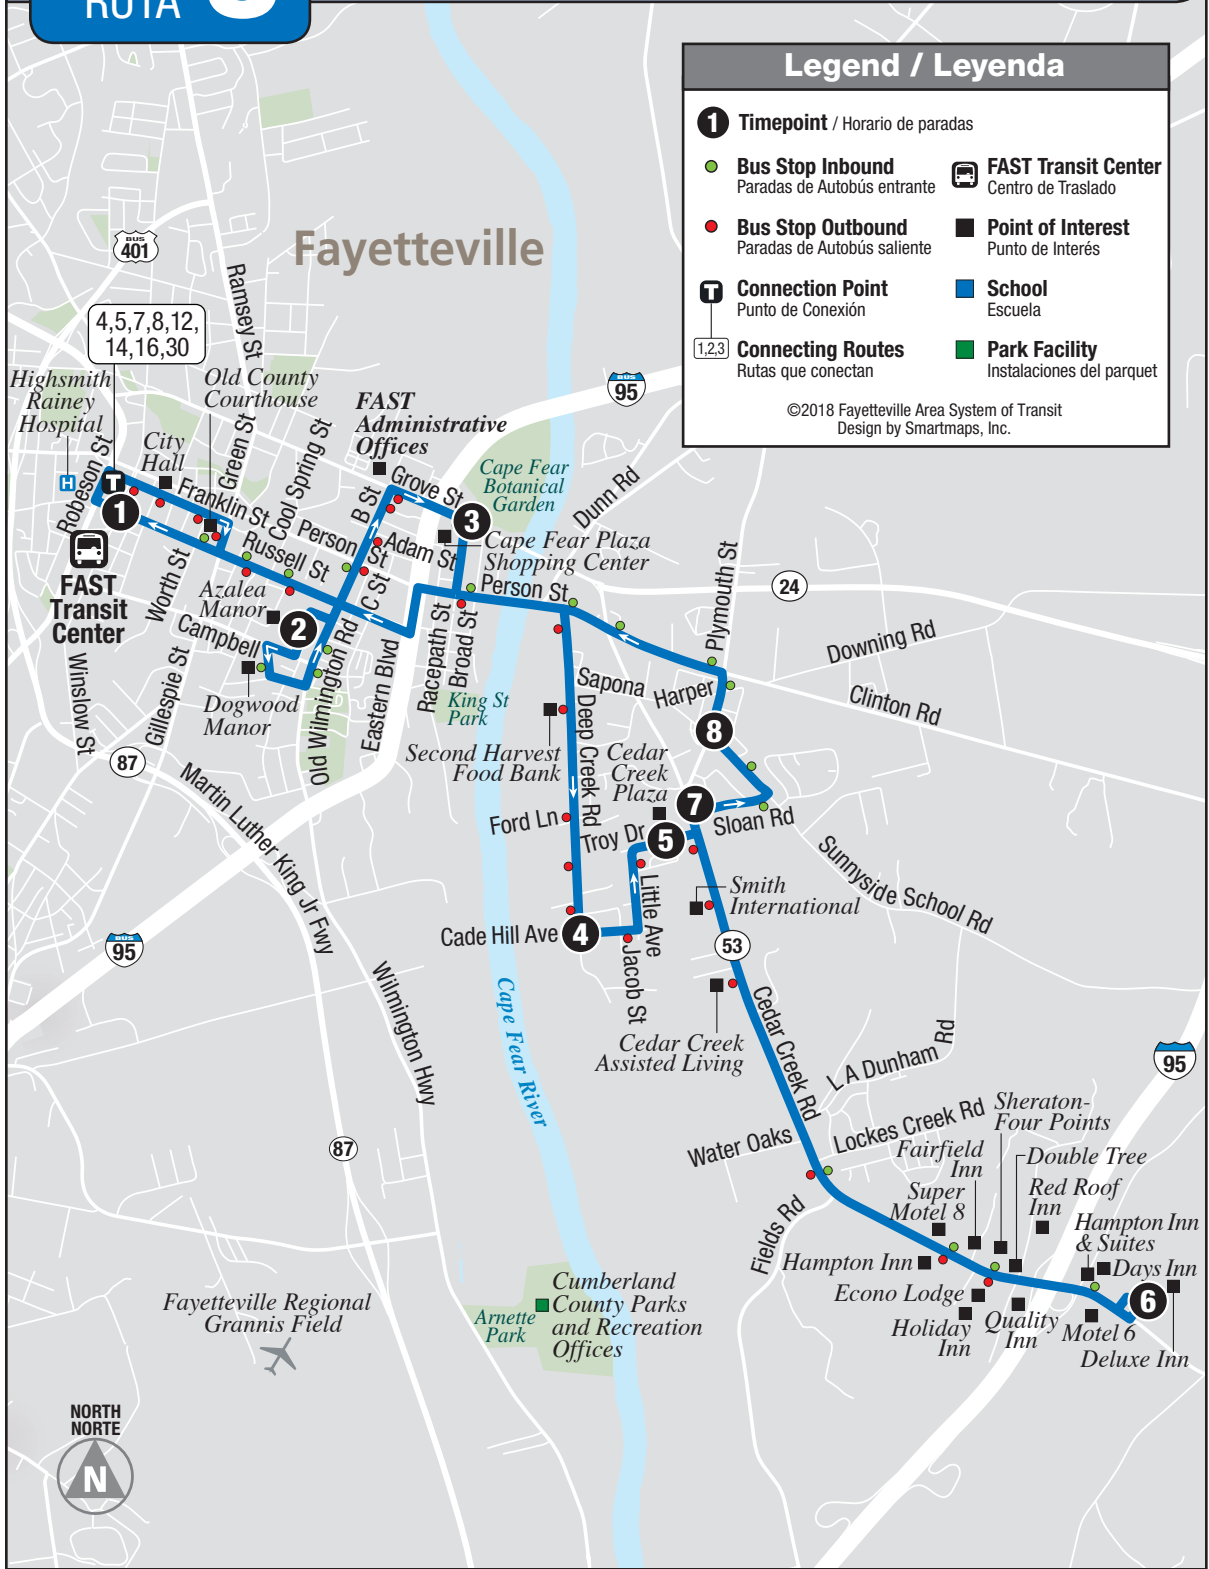 RUTA
Legend / Leyenda
1 Timepoint / Horario de paradas
Bus Stop Inbound
Paradas de Autobús entrante
FAST Transit Center
Centro de Traslado
Bus Stop Outbound
Paradas de Autobús saliente
Point of Interest
Punto de Interés
T Connection Point
Punto de Conexión
School
Escuela
1,2,3 Connecting Routes
Rutas que conectan
Park Facility
Instalaciones del parquet
©2018 Fayetteville Area System of Transit
Design by Smartmaps, Inc.
Fayetteville
BUS
401
Ramsey St
4,5,7,8,12,
14,16,30
Highsmith
Rainey
Hospital
Old County
Courthouse
FAST
Administrative
Offices
BUS
95
City
Hall
Green St
Cool Spring St
Robeson St
H
T
1
Franklin St
Person St
B St
Grove St
3
Cape Fear
Botanical
Garden
Dunn Rd
Russell St
Adam St
Cape Fear Plaza
Shopping Center
FAST
Transit
Center
Worth St
Azalea
Manor
2
C St
Person St
Plymouth St
24
Campbell
Racepath St
Broad St
Downing Rd
Winslow St
Gillespie St
Dogwood
Manor
Old Wilmington Rd
Eastern Blvd
King St
Park
Sapona
Harper
Clinton Rd
8
87
Second Harvest
Food Bank
Deep Creek Rd
Cedar
Creek
Plaza
7
Martin Luther King Jr Fwy
Ford Ln
Troy Dr
5
Sloan Rd
Sunnyside School Rd
Smith
International
Little Ave
Cade Hill Ave
4
53
BUS
95
Jacob St
Wilmington Hwy
Cape Fear River
Cedar Creek
Assisted Living
Cedar Creek Rd
L A Dunham Rd
95
87
Water Oaks
Lockes Creek Rd
Sheraton-
Four Points
Fairfield
Inn
Double Tree
Super
Motel 8
Red Roof
Inn
Fields Rd
Hampton Inn
& Suites
Hampton Inn
Days Inn
Econo Lodge
6
Holiday
Inn
Quality
Inn
Motel 6
Deluxe Inn
Fayetteville Regional
Grannis Field
Arnette
Park
Cumberland
County Parks
and Recreation
Offices
NORTH
NORTE
N